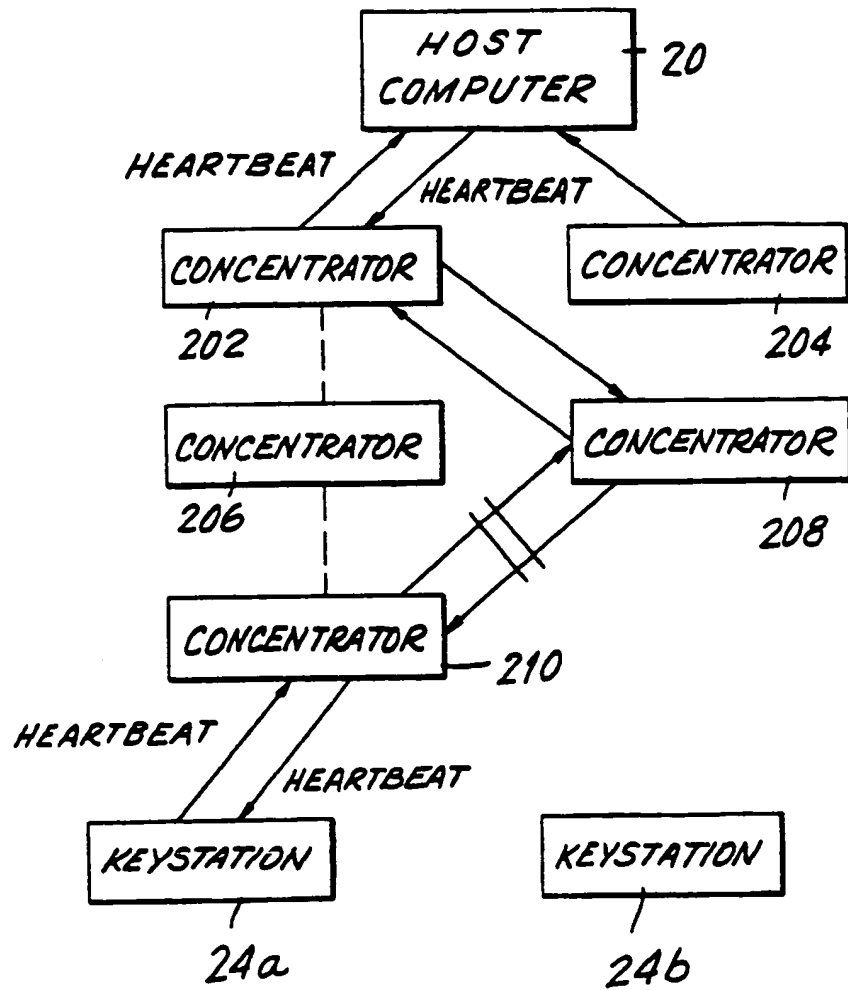 HOST
COMPUTER
20
HEARTBEAT
HEARTBEAT
CONCENTRATOR
CONCENTRATOR
202
204
CONCENTRATOR
CONCENTRATOR
206
208
CONCENTRATOR
210
HEARTBEAT
HEARTBEAT
KEYSTATION
KEYSTATION
24a
24b